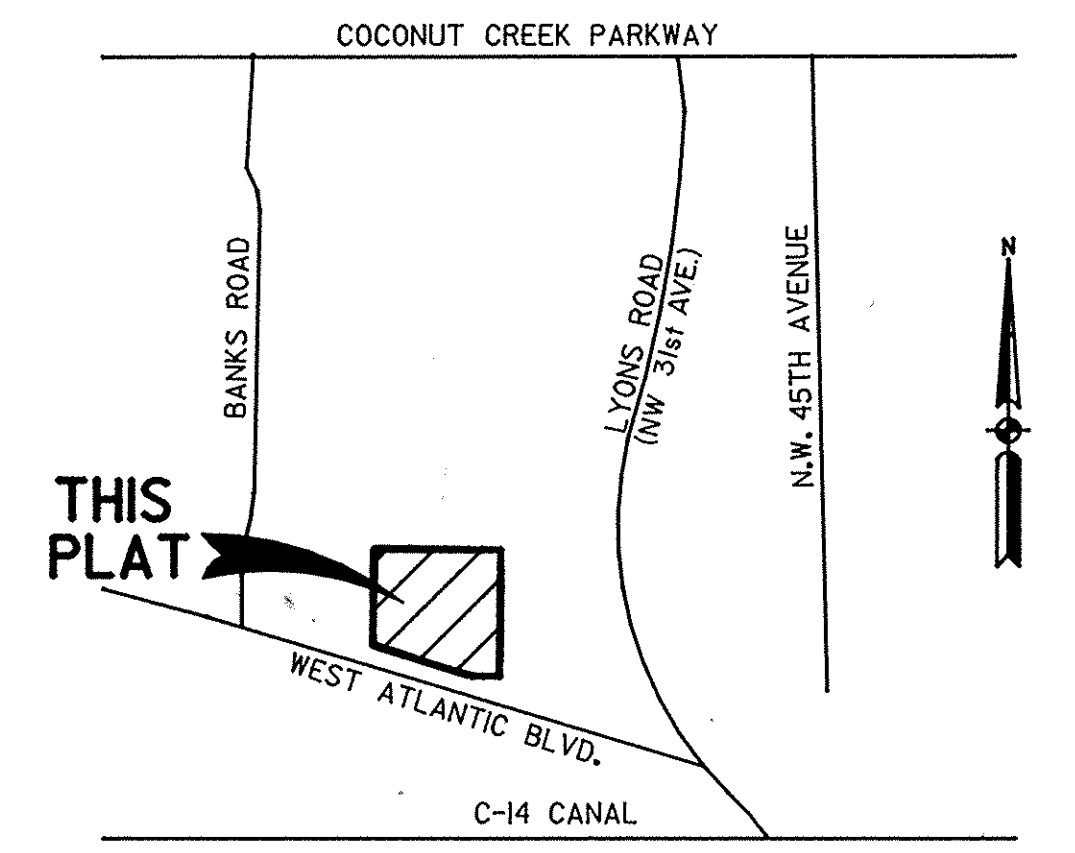 COCONUT CREEK PARKWAY
BANKS ROAD
LYONS ROAD
(NW 31st AVE.)
N.W. 45TH AVENUE
N
THIS
PLAT
WEST ATLANTIC BLVD.
C-14 CANAL